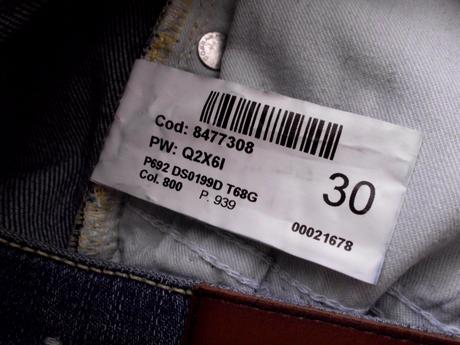 Cod: 8477308
PW: Q2X6I
P692 DS0199D T68G
Col. 800 P. 939
30
00021678